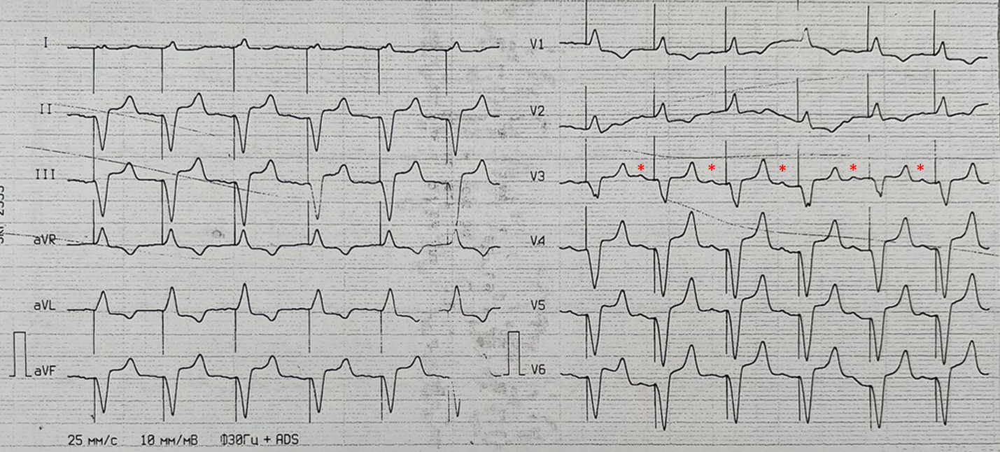 I
II
III
aVR
aVL
aVF
V1
V2
V3
* * * * *
V4
V5
V6
25 мм/с 10 мм/мВ Ф30Гц + ADS